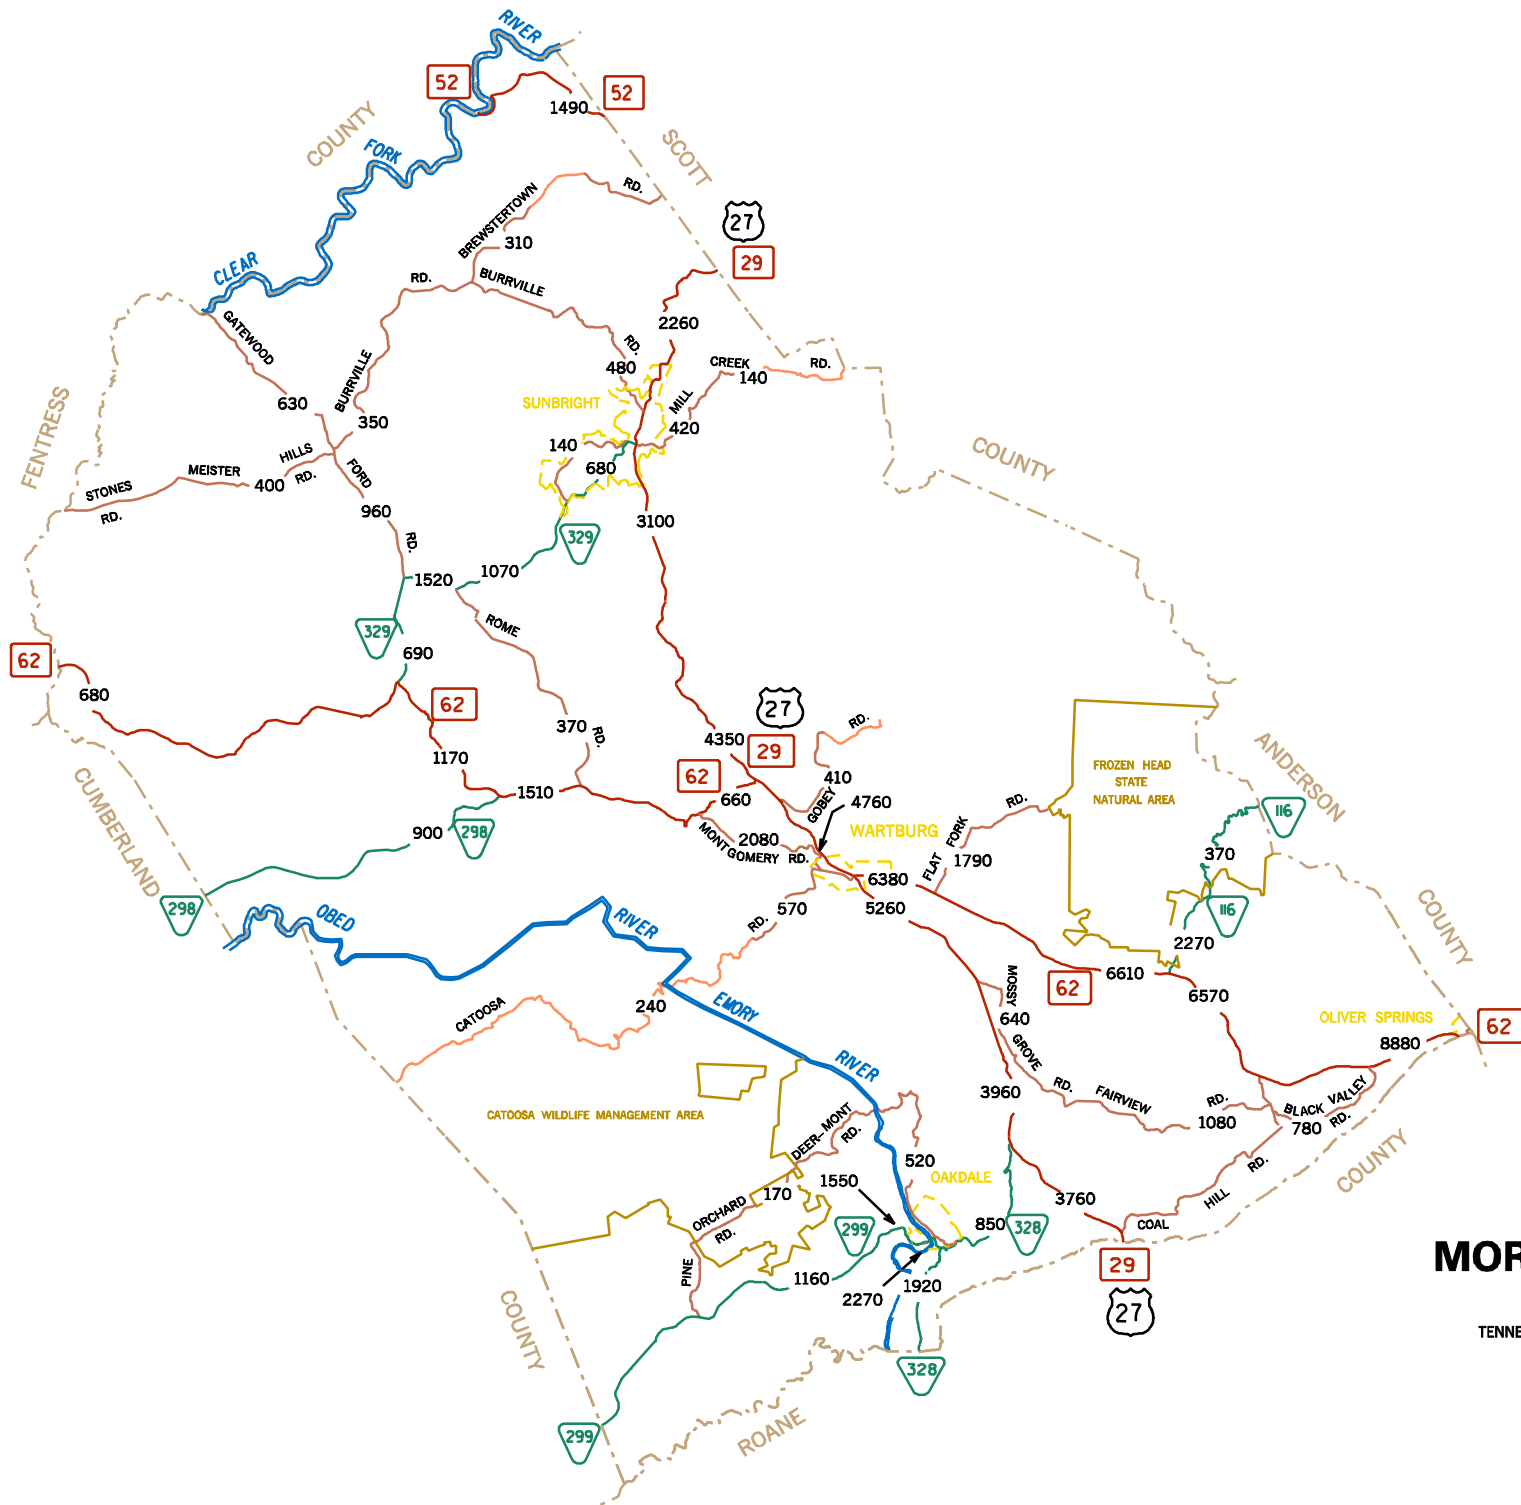 RIVER
52
52
1490
COUNTY
FORK
SCOTT
RD.
BREWSTERTOWN
310
27
29
CLEAR
RD.
BURRVILLE
GATEWOOD
2260
RD.
480
CREEK
RD.
140
BURRVILLE
630
350
SUNBRIGHT
MILL
420
FENTRESS
140
680
HILLS
RD.
MEISTER
400
STONES
RD.
FORD
960
COUNTY
3100
329
RD.
1520
1070
ROME
329
690
62
680
62
370
RD.
27
29
4350
RD.
410
GOBEY
4760
1170
62
660
1510
CUMBERLAND
900
298
2080
MONTGOMERY RD.
WARTBURG
6380
5260
FROZEN HEAD
STATE
NATURAL AREA
RD.
FLAT FORK
1790
ANDERSON
116
370
116
2270
298
OBED
RIVER
RD.
570
COUNTY
240
CATOOSA
EMORY
MOSSY
640
62
6610
6570
OLIVER SPRINGS
62
8880
RIVER
GROVE
RD.
3960
FAIRVIEW
RD.
1080
BLACK VALLEY
RD.
780
CATOOSA WILDLIFE MANAGEMENT AREA
DEER-MONT
RD.
520
1550
OAKDALE
170
ORCHARD
RD.
PINE
299
850
328
3760
COAL
HILL
RD.
COUNTY
1160
2270
1920
29
27
MOR
TENNE
COUNTY
328
299
ROANE